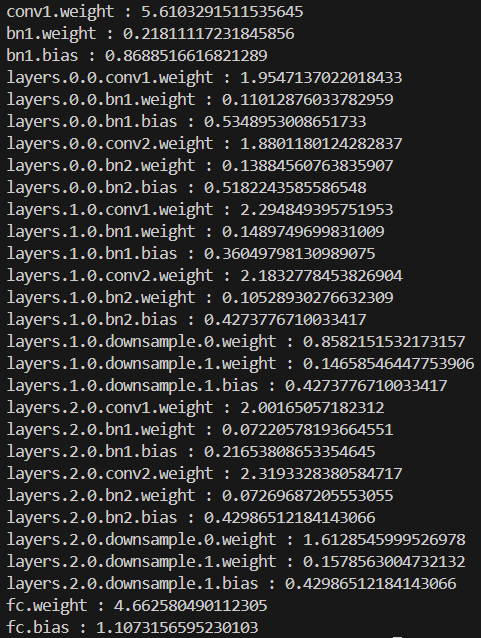 conv1.weight : 5.6103291511535645
bn1.weight : 0.21811117231845856
bn1.bias : 0.8688516616821289
layers.0.0.conv1.weight : 1.9547137022018433
layers.0.0.bn1.weight : 0.11012876033782959
layers.0.0.bn1.bias : 0.5348953008651733
layers.0.0.conv2.weight : 1.8801180124282837
layers.0.0.bn2.weight : 0.13884560763835907
layers.0.0.bn2.bias : 0.5182243585586548
layers.1.0.conv1.weight : 2.294849395751953
layers.1.0.bn1.weight : 0.1489749699831009
layers.1.0.bn1.bias : 0.36049798130989075
layers.1.0.conv2.weight : 2.1832778453826904
layers.1.0.bn2.weight : 0.10528930276632309
layers.1.0.bn2.bias : 0.4273776710033417
layers.1.0.downsample.0.weight : 0.8582151532173157
layers.1.0.downsample.1.weight : 0.14658546447753906
layers.1.0.downsample.1.bias : 0.4273776710033417
layers.2.0.conv1.weight : 2.00165057182312
layers.2.0.bn1.weight : 0.07220578193664551
layers.2.0.bn1.bias : 0.21653808653354645
layers.2.0.conv2.weight : 2.3193328380584717
layers.2.0.bn2.weight : 0.07269687205553055
layers.2.0.bn2.bias : 0.42986512184143066
layers.2.0.downsample.0.weight : 1.6128545999526978
layers.2.0.downsample.1.weight : 0.1578563004732132
layers.2.0.downsample.1.bias : 0.42986512184143066
fc.weight : 4.662580490112305
fc.bias : 1.1073156595230103